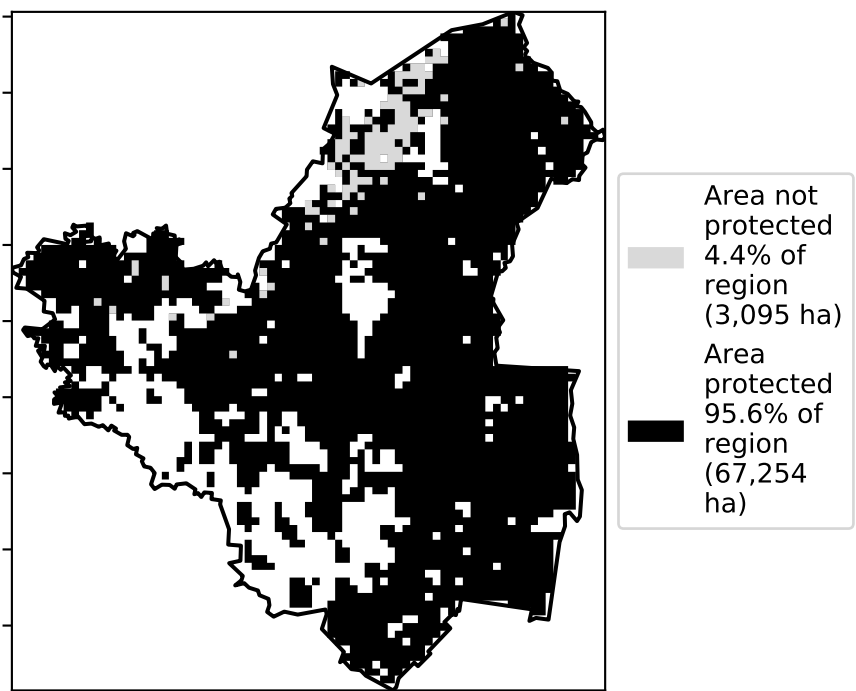 Area not
protected
4.4% of
region
(3,095 ha)
Area
protected
95.6% of
region
(67,254
ha)